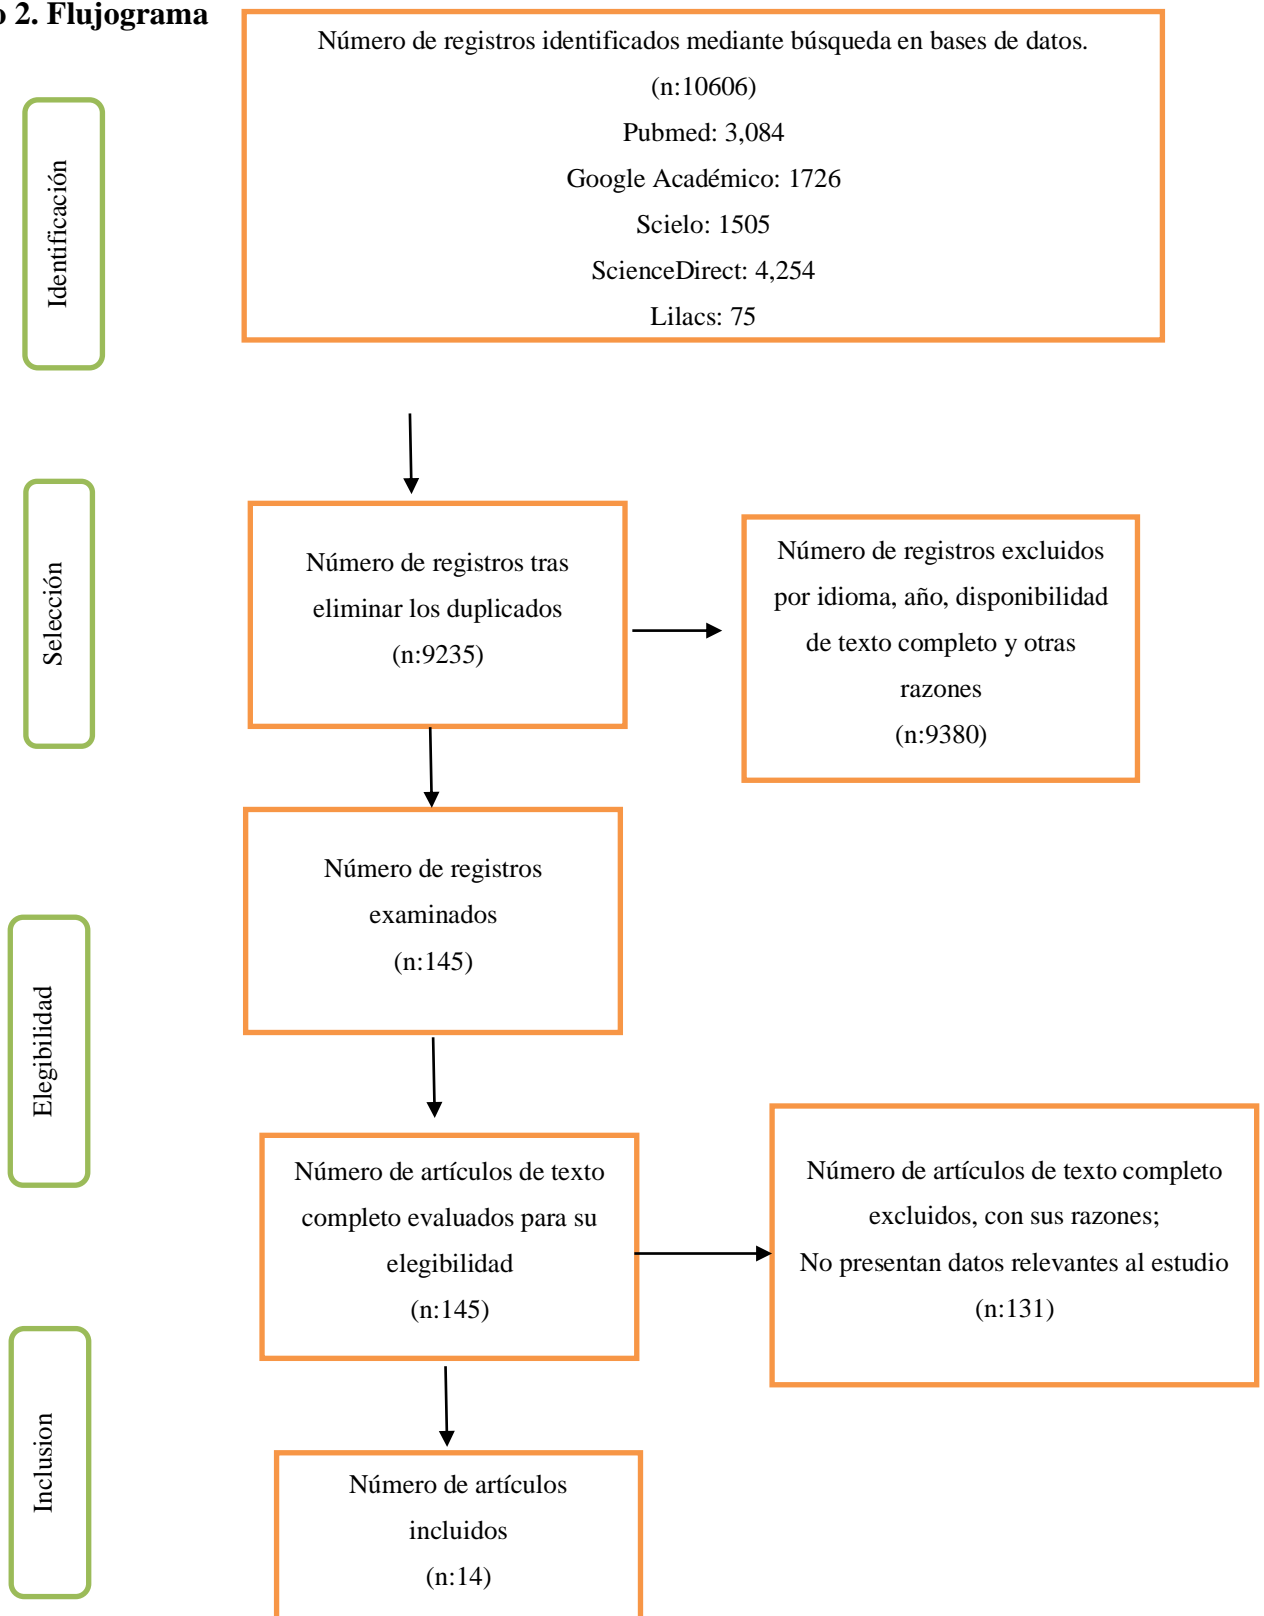 o 2. Flujograma
Número de registros identificados mediante búsqueda en bases de datos.
(n:10606)
Pubmed: 3,084
Google Académico: 1726
Scielo: 1505
ScienceDirect: 4,254
Lilacs: 75
Identificación
Selección
Número de registros tras
eliminar los duplicados
(n:9235)
Número de registros excluidos
por idioma, año, disponibilidad
de texto completo y otras
razones
(n:9380)
Número de registros
examinados
(n:145)
Elegibilidad
Número de artículos de texto
completo evaluados para su
elegibilidad
(n:145)
Número de artículos de texto completo
excluidos, con sus razones;
No presentan datos relevantes al estudio
(n:131)
Inclusion
Número de artículos
incluidos
(n:14)